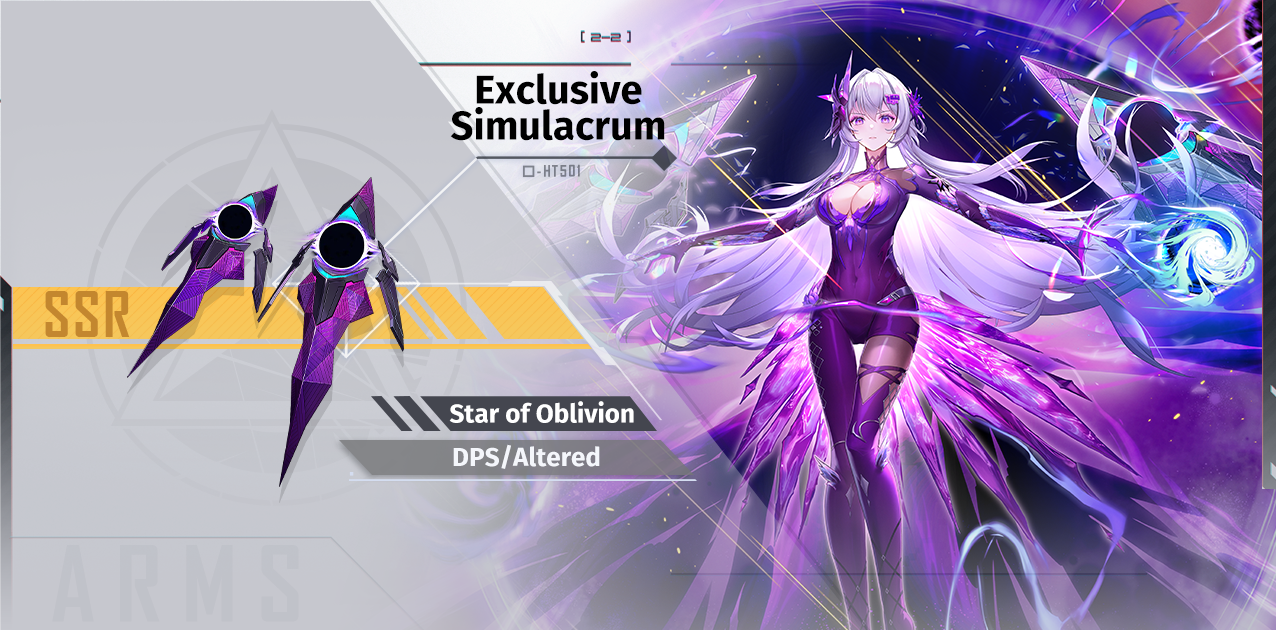 [ 2-2 ]
Exclusive
Simulacrum
-HT501
SSR
Star of Oblivion
DPS/Altered
ARMS